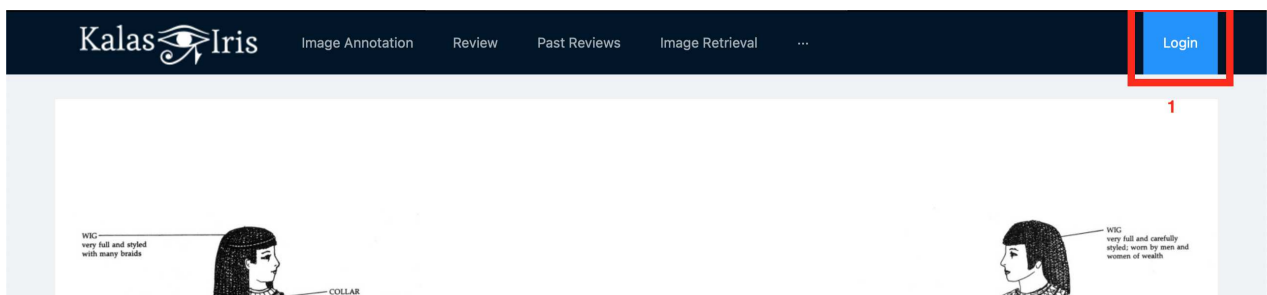 Kalas Iris
Image Annotation
Review
Past Reviews
Image Retrieval
...
Login
1
WIG
very full and styled
with many braids
COLLAR
WIG
very full and carefully
styled; worn by men and
women of wealth